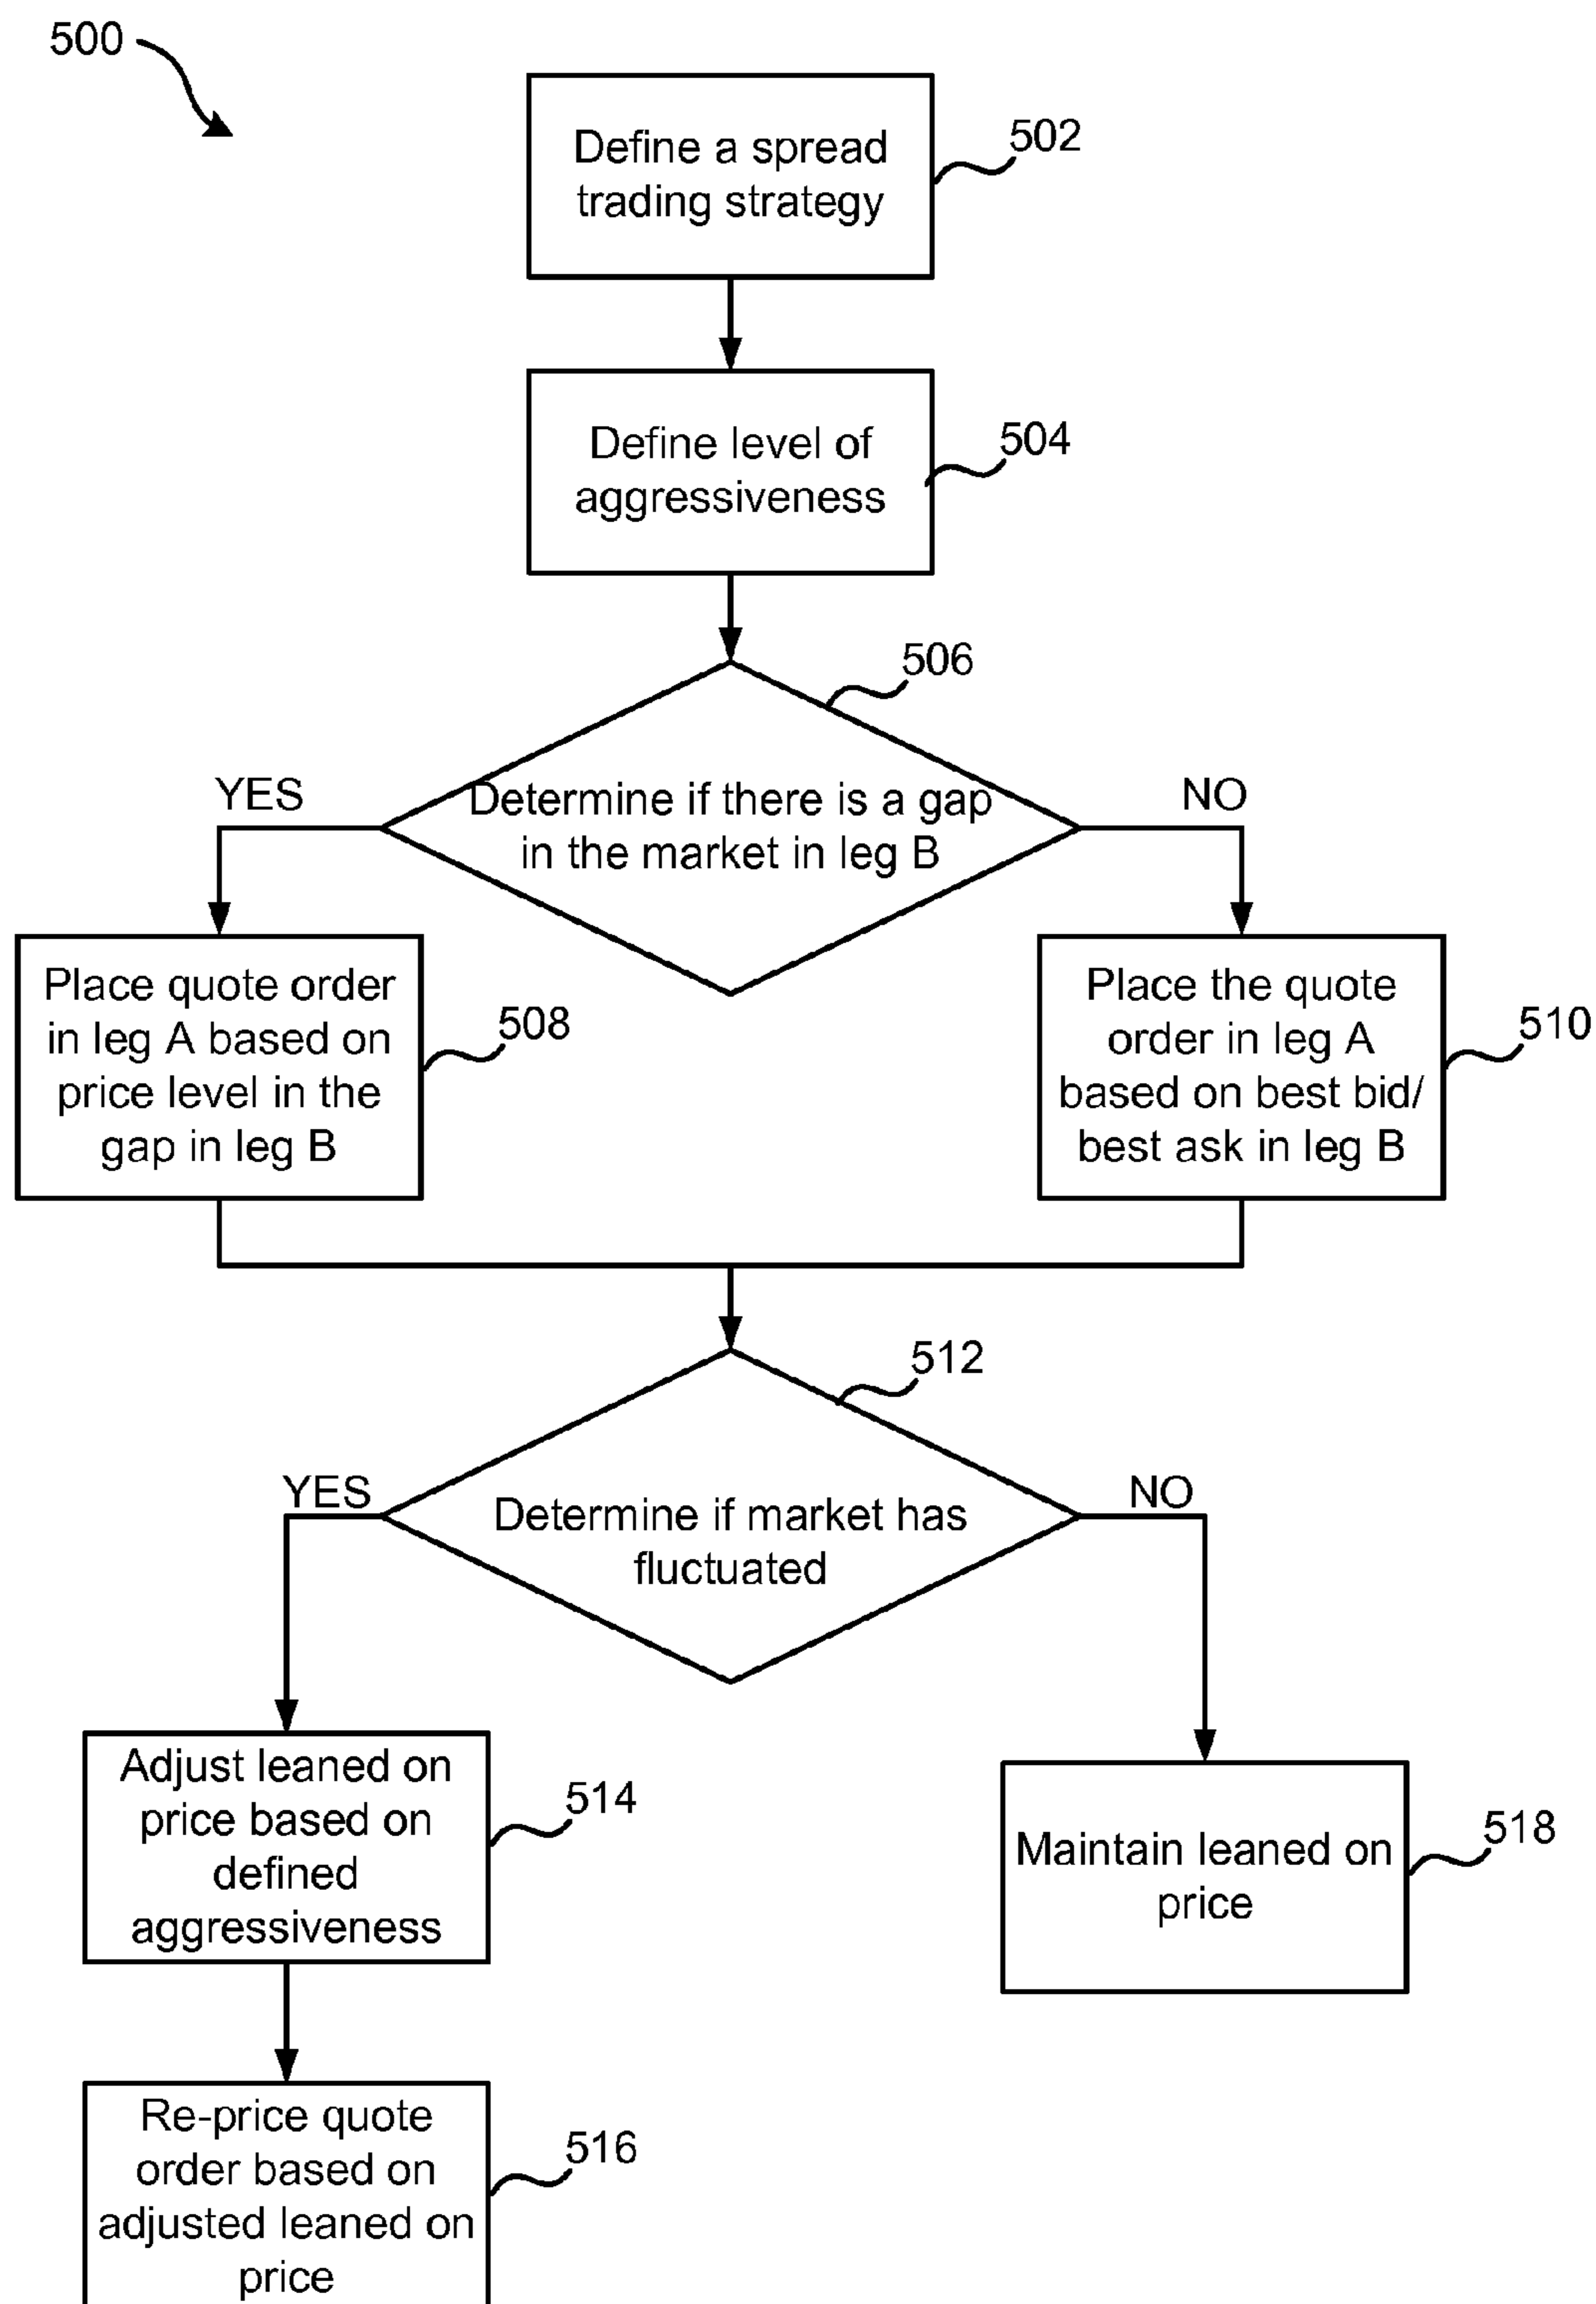 500
Define a spread
trading strategy
502
Define level of
aggressiveness
504
506
YES
NO
Determine if there is a gap
in the market in leg B
Place quote order
in leg A based on
price level in the
gap in leg B
508
Place the quote
order in leg A
based on best bid/
best ask in leg B
510
512
YES
NO
Determine if market has
fluctuated
Adjust leaned on
price based on
defined
aggressiveness
514
Maintain leaned on
price
518
Re-price quote
order based on
adjusted leaned on
price
516